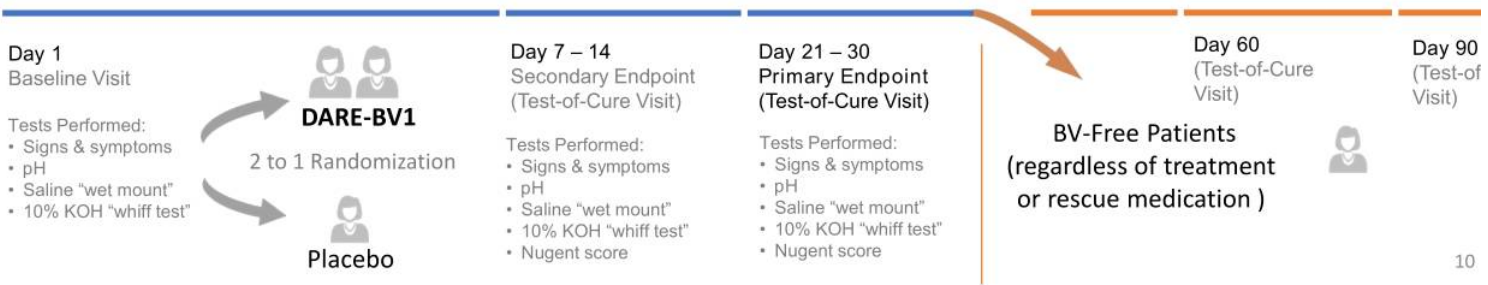 Day 1
Baseline Visit
Tests Performed:
• Signs & symptoms
• pH
• Saline “wet mount”
• 10% KOH “whiff test”
DARE-BV1
2 to 1 Randomization
Placebo
Day 7 – 14
Secondary Endpoint
(Test-of-Cure Visit)
Tests Performed:
• Signs & symptoms
• pH
• Saline “wet mount”
• 10% KOH “whiff test”
• Nugent score
Day 21 – 30
Primary Endpoint
(Test-of-Cure Visit)
Tests Performed:
• Signs & symptoms
• pH
• Saline “wet mount”
• 10% KOH “whiff test”
• Nugent score
BV-Free Patients
(regardless of treatment
or rescue medication )
Day 60
(Test-of-Cure
Visit)
Day 90
(Test-of
Visit)
10